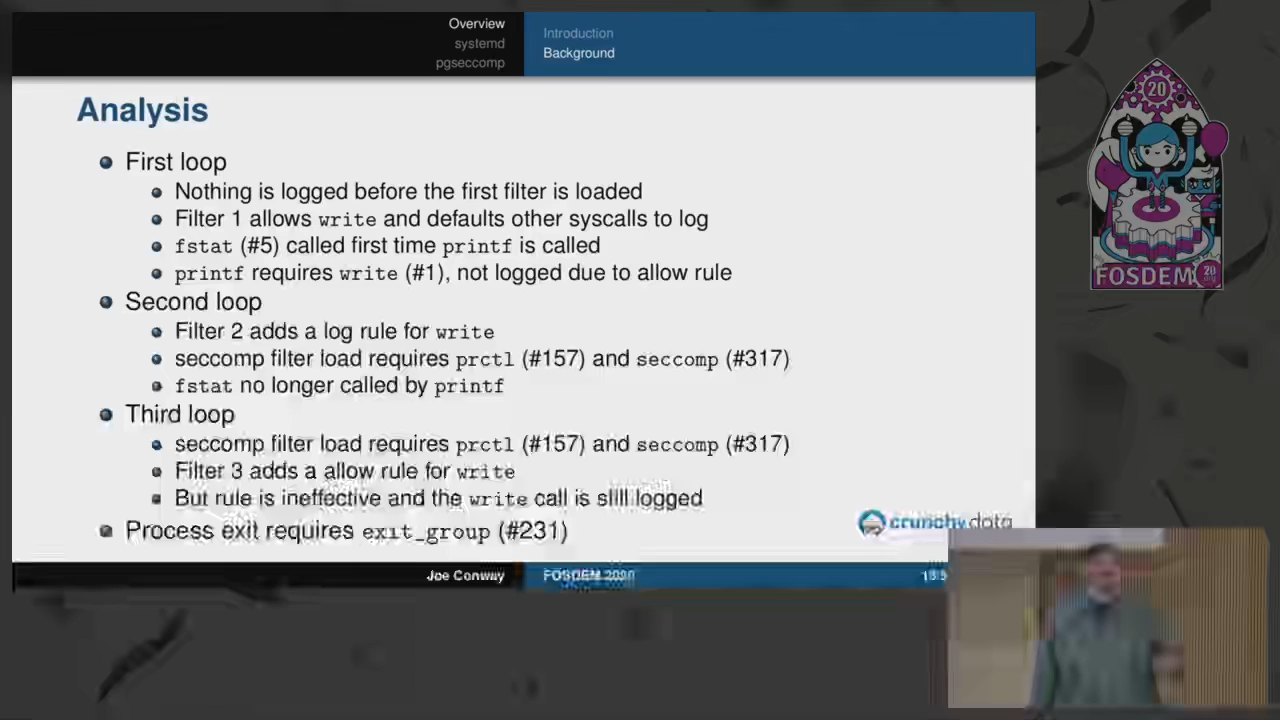 Overview
systemd
pgseccomp
Introduction
Background
Analysis
First loop
Nothing is logged before the first filter is loaded
Filter 1 allows write and defaults other syscalls to log
fstat (#5) called first time printf is called
printf requires write (#1), not logged due to allow rule
Second loop
Filter 2 adds a log rule for write
seccomp filter load requires prctl (#157) and seccomp (#317)
fstat no longer called by printf
Third loop
seccomp filter load requires prctl (#157) and seccomp (#317)
Filter 3 adds a allow rule for write
But rule is ineffective and the write call is still logged
Process exit requires exit_group (#231)
crunchy data
Joe Conway
FOSDEM 2020
20
FOSDEM
20